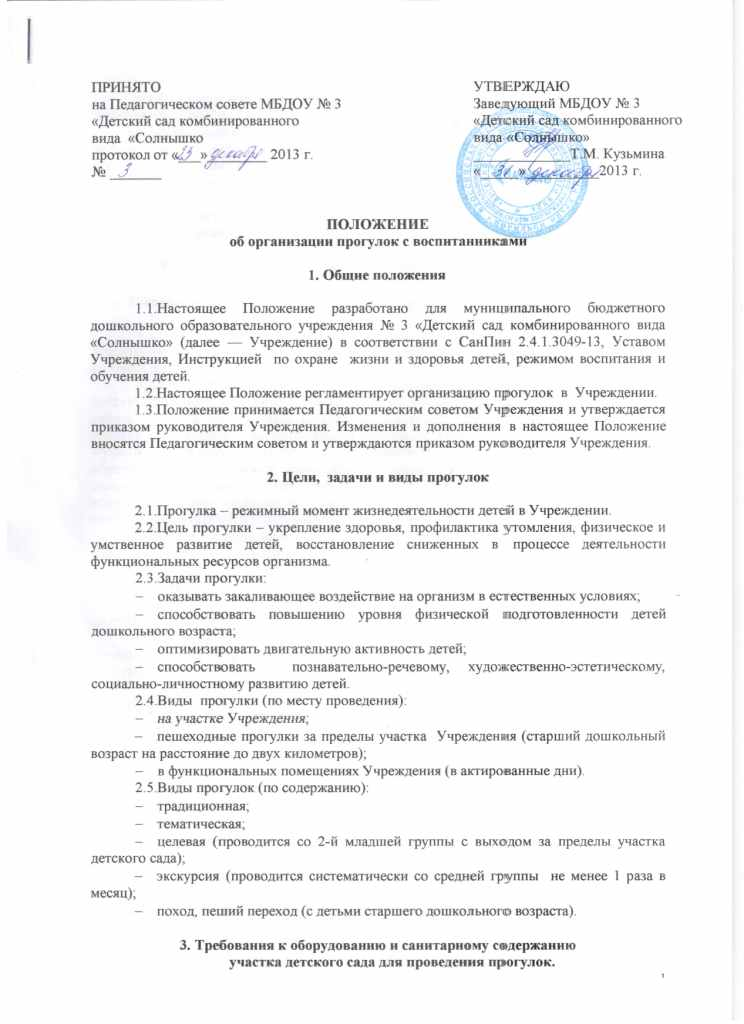 ПРИНЯТО
на Педагогическом совете МБДОУ № 3
«Детский сад комбинированного
вида «Солнышко
протокол от «23» декабря 2013 г.
№ 3
УТВЕРЖДАЮ
Заведующий МБДОУ № 3
«Детский сад комбинированного
вида «Солнышко»
____________Т.М. Кузьмина
«31» декабря 2013 г.
ПОЛОЖЕНИЕ
об организации прогулок с воспитанниками
1. Общие положения
1.1.Настоящее Положение разработано для муниципального бюджетного
дошкольного образовательного учреждения № 3 «Детский сад комбинированного вида
«Солнышко» (далее — Учреждение) в соответствии с СанПин 2.4.1.3049-13, Уставом
Учреждения, Инструкцией по охране жизни и здоровья детей, режимом воспитания и
обучения детей.
1.2.Настоящее Положение регламентирует организацию прогулок в Учреждении.
1.3.Положение принимается Педагогическим советом Учреждения и утверждается
приказом руководителя Учреждения. Изменения и дополнения в настоящее Положение
вносятся Педагогическим советом и утверждаются приказом руководителя Учреждения.
2. Цели, задачи и виды прогулок
2.1.Прогулка – режимный момент жизнедеятельности детей в Учреждении.
2.2.Цель прогулки – укрепление здоровья, профилактика утомления, физическое и
умственное развитие детей, восстановление сниженных в процессе деятельности
функциональных ресурсов организма.
2.3.Задачи прогулки:
– оказывать закаливающее воздействие на организм в естественных условиях;
– способствовать повышению уровня физической подготовленности детей
дошкольного возраста;
– оптимизировать двигательную активность детей;
– способствовать познавательно-речевому, художественно-эстетическому,
социально-личностному развитию детей.
2.4.Виды прогулки (по месту проведения):
– на участке Учреждения;
– пешеходные прогулки за пределы участка Учреждения (старший дошкольный
возраст на расстояние до двух километров);
– в функциональных помещениях Учреждения (в актированные дни).
2.5.Виды прогулок (по содержанию):
– традиционная;
– тематическая;
– целевая (проводится со 2-й младшей группы с выходом за пределы участка
детского сада);
– экскурсия (проводится систематически со средней группы не менее 1 раза в
месяц);
– поход, пеший переход (с детьми старшего дошкольного возраста).
3. Требования к оборудованию и санитарному содержанию
участка детского сада для проведения прогулок.
1